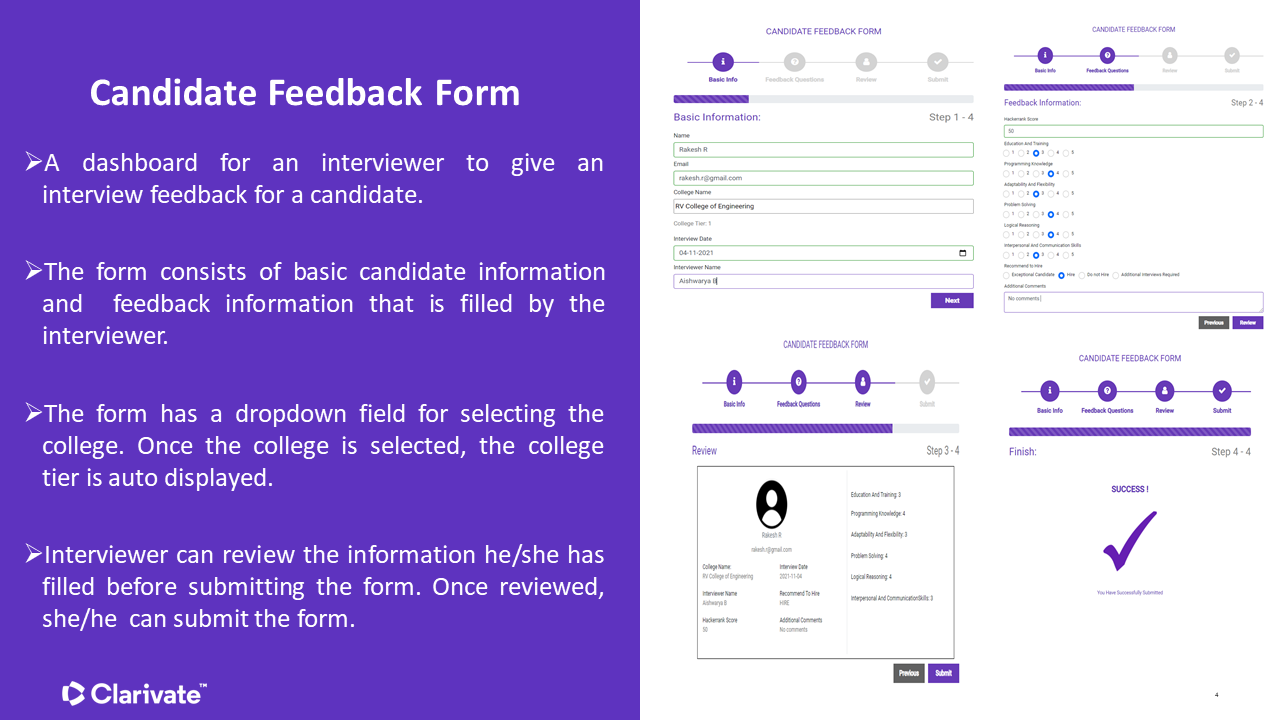 Candidate Feedback Form
➢A dashboard for an interviewer to give an
interview feedback for a candidate.
➢The form consists of basic candidate information
and feedback information that is filled by the
interviewer.
➢The form has a dropdown field for selecting the
college. Once the college is selected, the college
tier is auto displayed.
➢Interviewer can review the information he/she has
filled before submitting the form. Once reviewed,
she/he can submit the form.
Clarivate™
CANDIDATE FEEDBACK FORM
Basic Info Feedback Questions Review Submit
Basic Information: Step 1 - 4
Name
Rakesh R
Email
rakesh.r@gmail.com
College Name
RV College of Engineering
College Tier: 1
Interview Date
04-11-2021
Interviewer Name
Aishwarya B
Next
CANDIDATE FEEDBACK FORM
Basic Info Feedback Questions Review Submit
Feedback Information: Step 2 - 4
Hackerrank Score
50
Education And Training
1 2 3 4 5
Programming Knowledge
1 2 3 4 5
Adaptability And Flexibility
1 2 3 4 5
Problem Solving
1 2 3 4 5
Logical Reasoning
1 2 3 4 5
Interpersonal And Communication Skills
1 2 3 4 5
Recommend to Hire
Exceptional Candidate Hire Do not Hire Additional Interviews Required
Additional Comments
No comments
Previous Review
CANDIDATE FEEDBACK FORM
Basic Info Feedback Questions Review Submit
Review Step 3 - 4
Rakesh R
rakesh.r@gmail.com
College Name: Interview Date
RV College of Engineering 2021-11-04
Interviewer Name Recommend To Hire
Aishwarya B HIRE
Hackerrank Score Additional Comments
50 No comments
Education And Training: 3
Programming Knowledge: 4
Adaptability And Flexibility: 3
Problem Solving: 4
Logical Reasoning: 4
Interpersonal And CommunicationSkills: 3
Previous Submit
CANDIDATE FEEDBACK FORM
Basic Info Feedback Questions Review Submit
Finish: Step 4 - 4
SUCCESS !
You Have Successfully Submitted
4